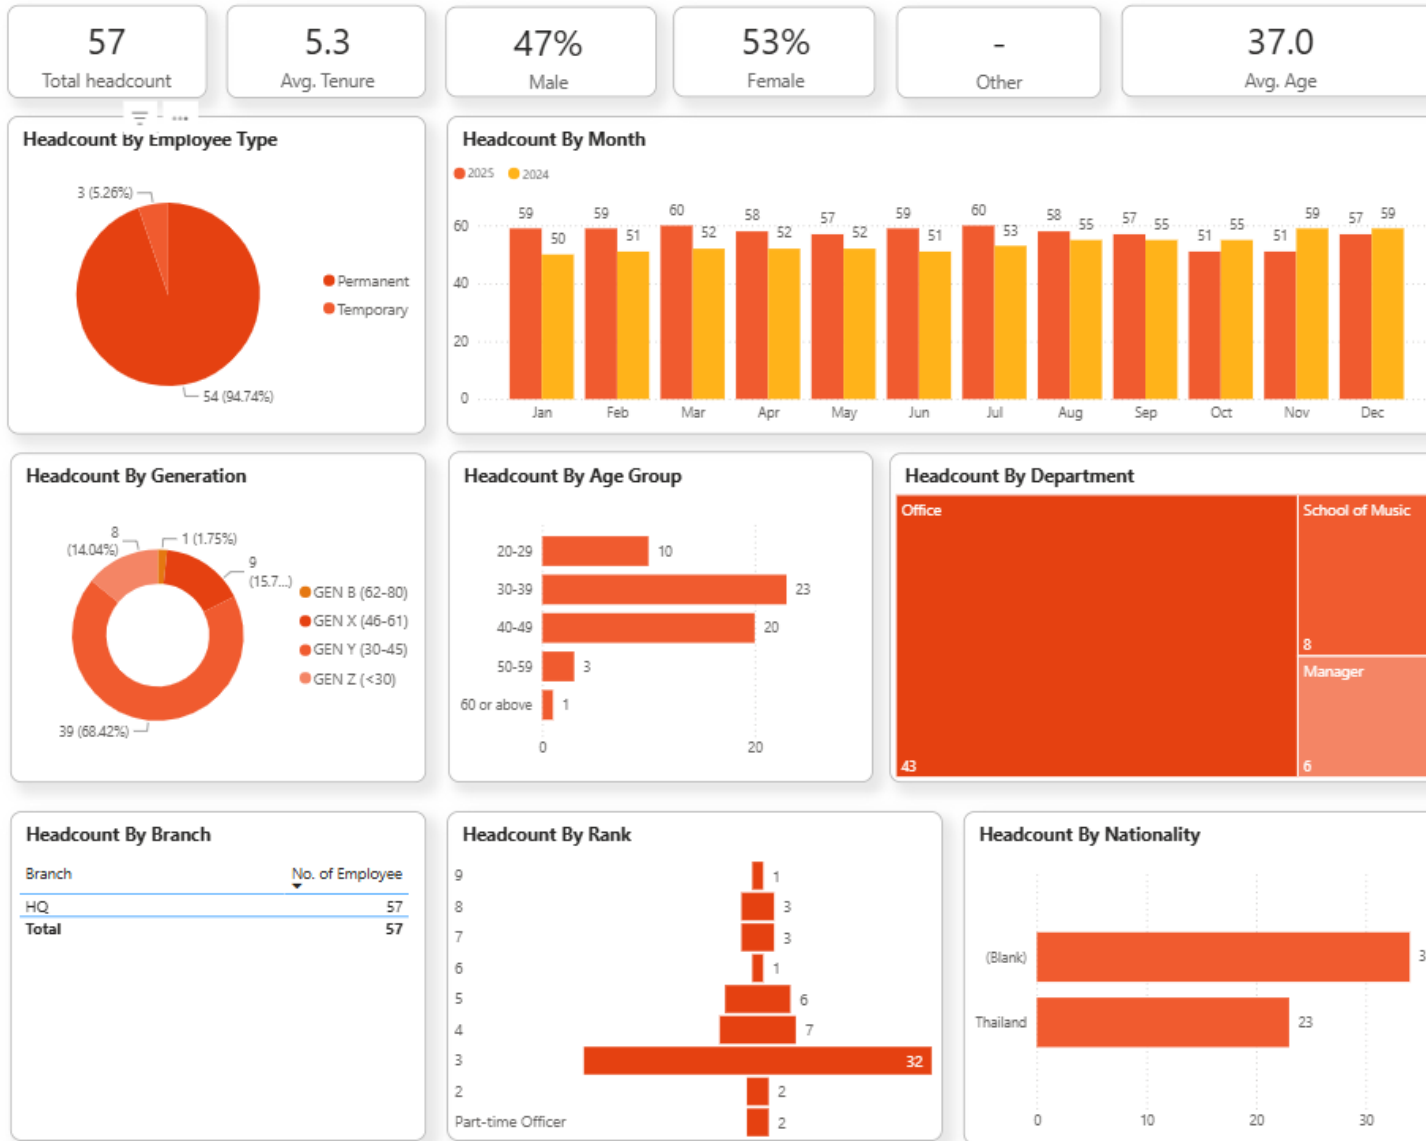 57
Total headcount
5.3
Avg. Tenure
47%
Male
53%
Female
-
Other
37.0
Avg. Age
Headcount By Employee Type
3 (5.26%)
54 (94.74%)
Permanent
Temporary
Headcount By Month
2025 2024
59 50 59 51 60 52 58 52 57 52 59 51 60 53 58 55 57 55 51 55 51 59 57 59
60
40
20
0
Jan Feb Mar Apr May Jun Jul Aug Sep Oct Nov Dec
Headcount By Generation
8
(14.04%)
1 (1.75%)
9
(15.7...)
39 (68.42%)
GEN B (62-80)
GEN X (46-61)
GEN Y (30-45)
GEN Z (<30)
Headcount By Age Group
20-29 10
30-39 23
40-49 20
50-59 3
60 or above 1
0 20
Headcount By Department
Office
43
School of Music
8
Manager
6
Headcount By Branch
Branch No. of Employee
HQ 57
Total 57
Headcount By Rank
9 1
8 3
7 3
6 1
5 6
4 7
3 32
2 2
Part-time Officer 2
Headcount By Nationality
(Blank)
Thailand 23
0 10 20 30